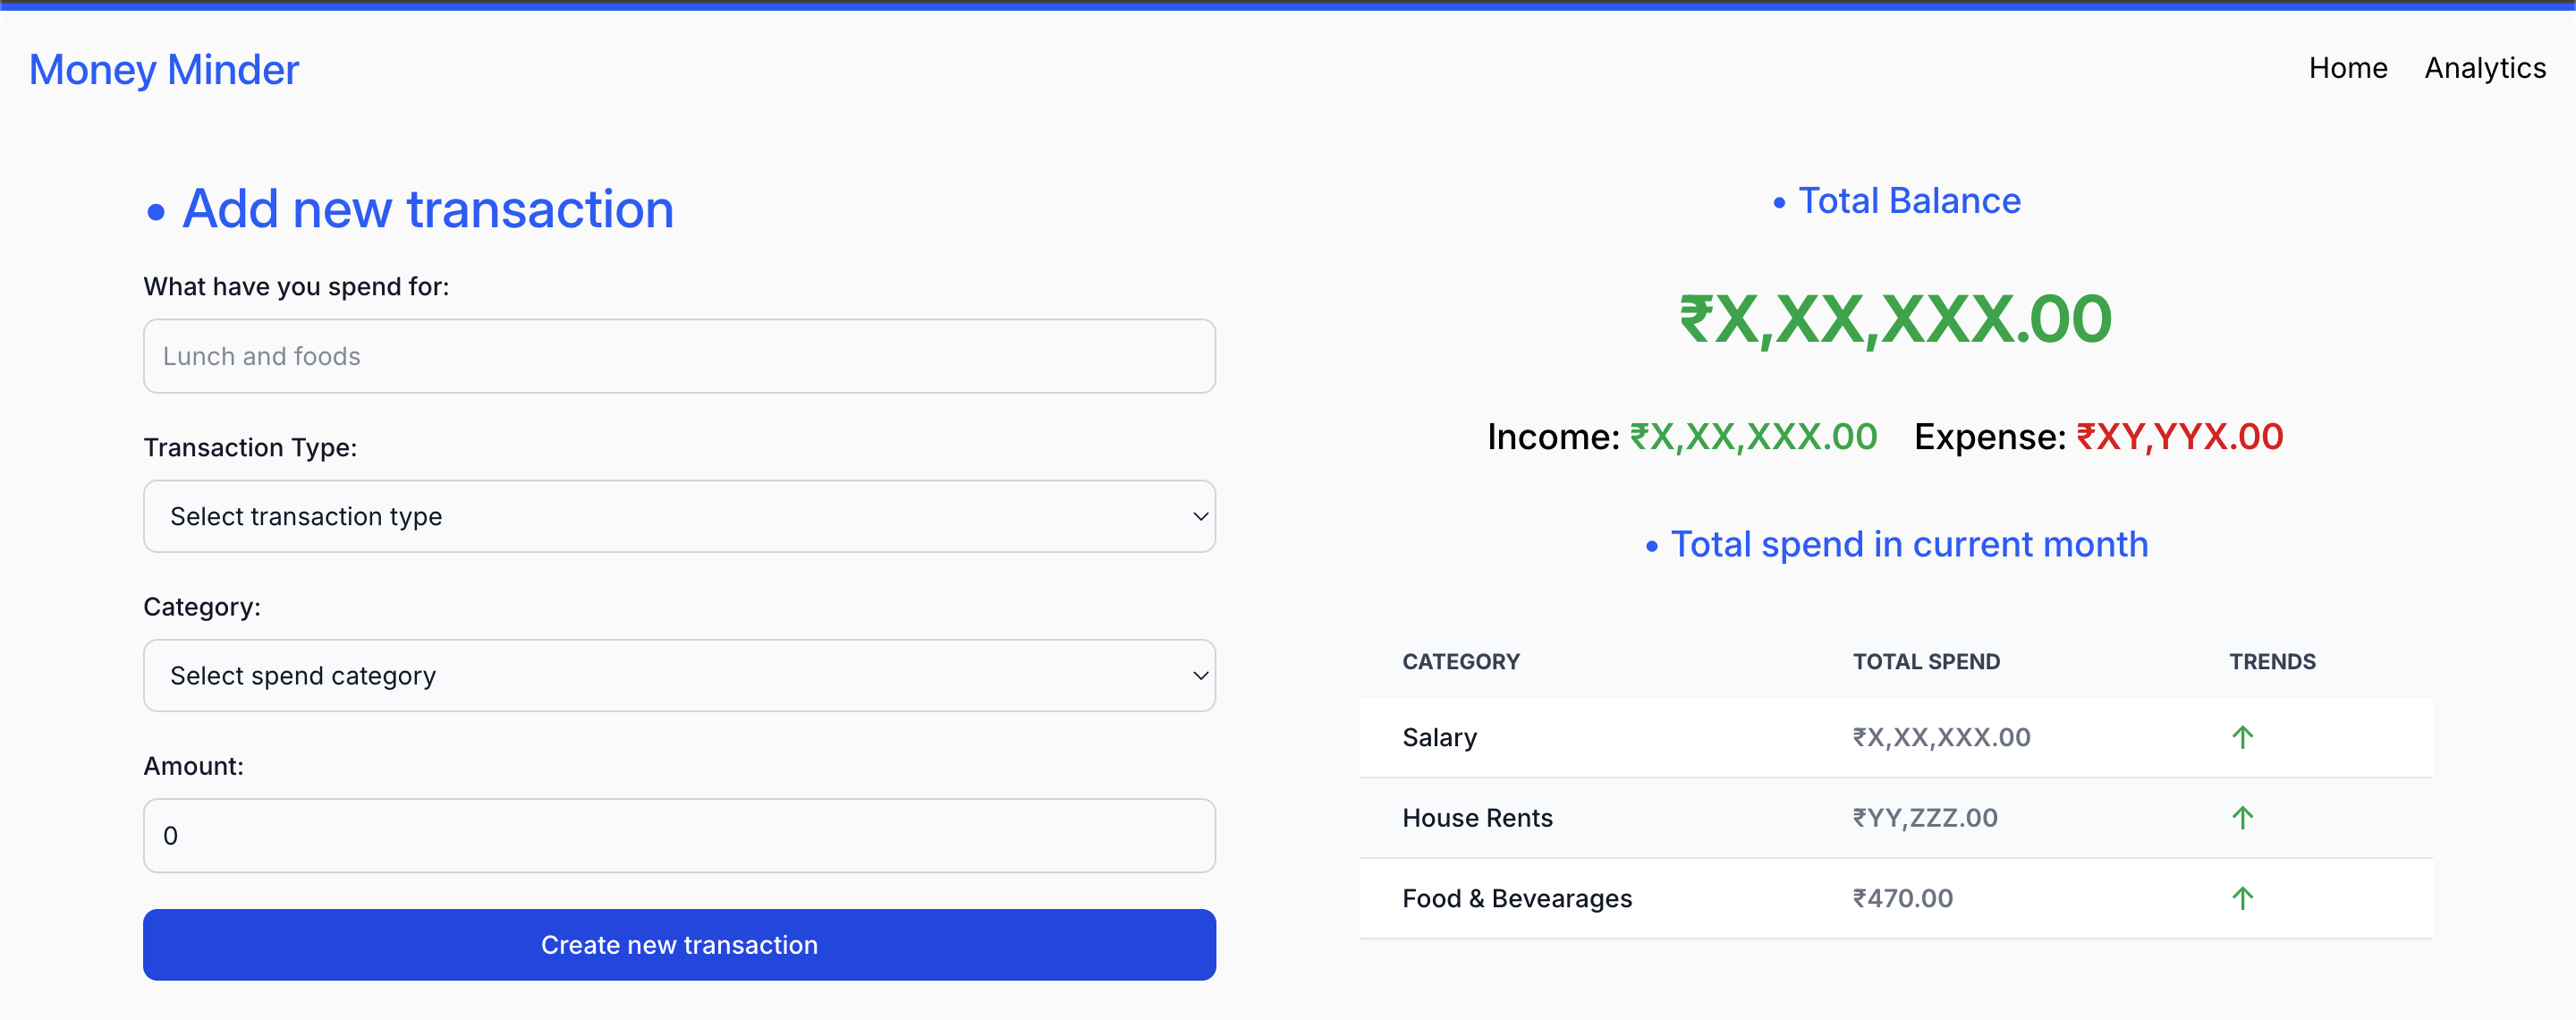 Money Minder
Home Analytics
• Add new transaction
What have you spend for:
Lunch and foods
Transaction Type:
Select transaction type
Category:
Select spend category
Amount:
0
Create new transaction
• Total Balance
₹X,XX,XXX.00
Income: ₹X,XX,XXX.00 Expense: ₹XY,YYX.00
• Total spend in current month
CATEGORY TOTAL SPEND TRENDS
Salary ₹X,XX,XXX.00 ↑
House Rents ₹YY,ZZZ.00 ↑
Food & Bevearages ₹470.00 ↑